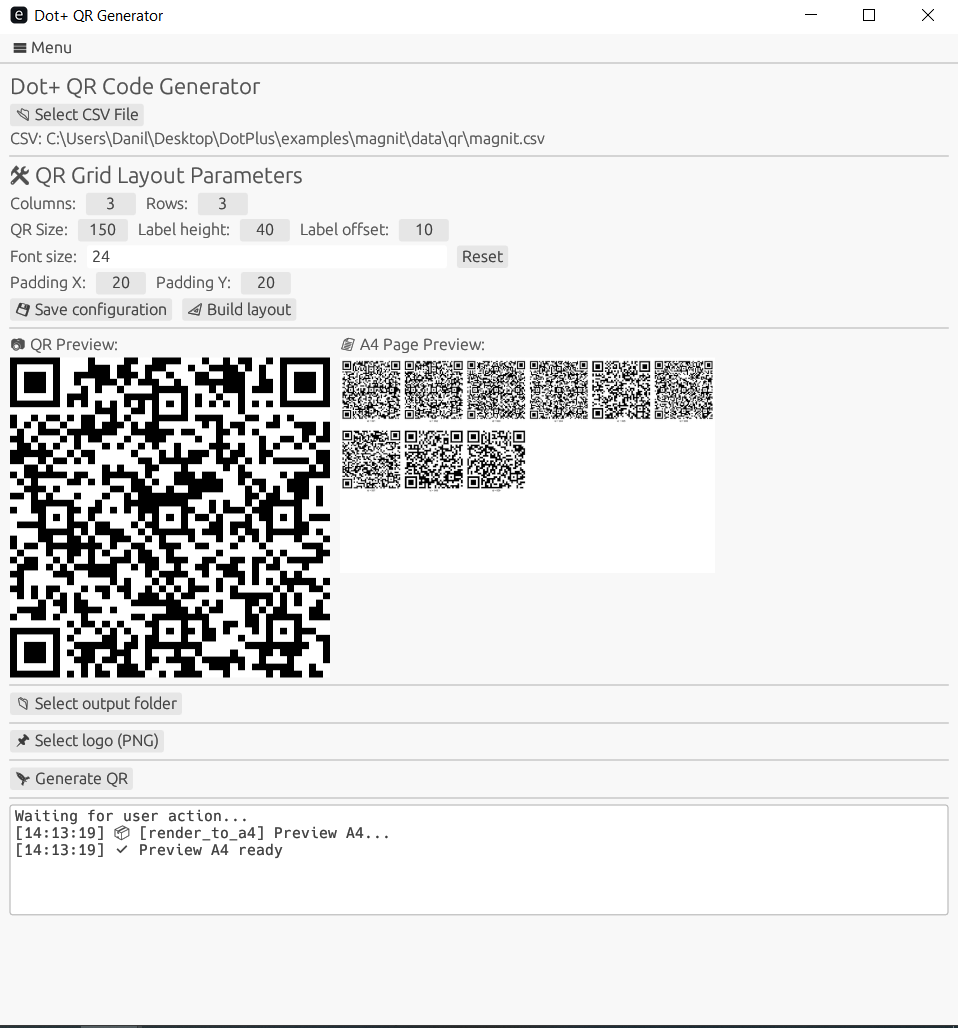 Dot+ QR Generator
Menu
Dot+ QR Code Generator
Select CSV File
CSV: C:\Users\Danil\Desktop\DotPlus\examples\magnit\data\qr\magnit.csv
QR Grid Layout Parameters
Columns: 3 Rows: 3
QR Size: 150 Label height: 40 Label offset: 10
Font size: 24 Reset
Padding X: 20 Padding Y: 20
Save configuration Build layout
QR Preview: A4 Page Preview:
Select output folder
Select logo (PNG)
Generate QR
Waiting for user action...
[14:13:19] [render_to_a4] Preview A4...
[14:13:19] ✓ Preview A4 ready